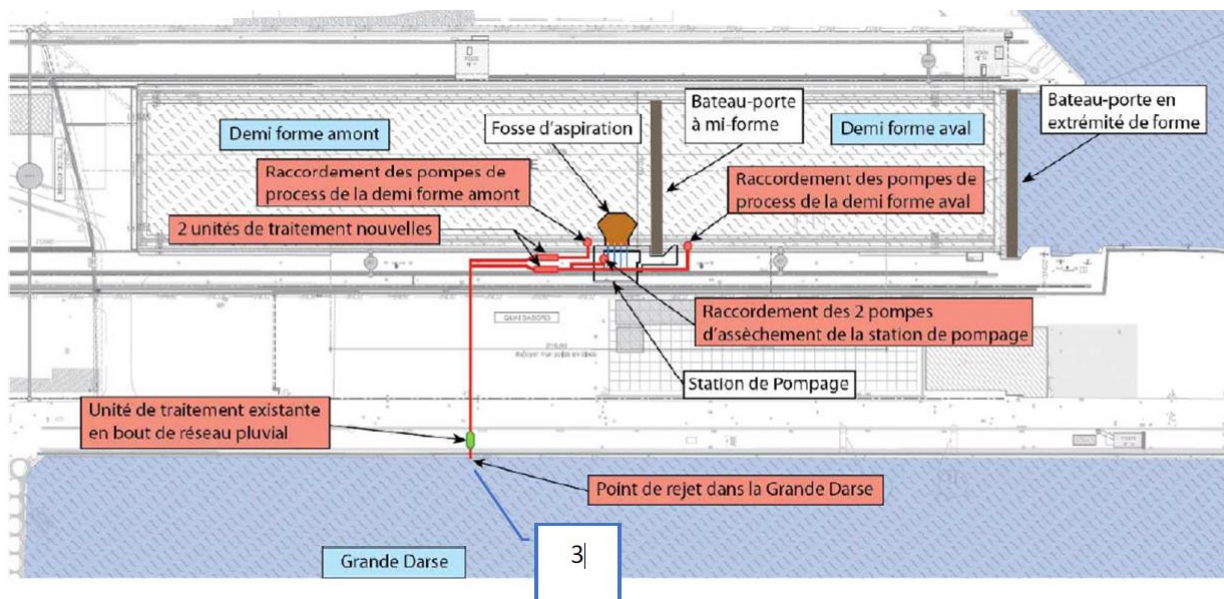 Demi forme amont
Fosse d'aspiration
Bateau-porte
à mi-forme
Demi forme aval
Bateau-porte en
extrémité de forme
Raccordement des pompes de
process de la demi forme amont
Raccordement des pompes de
process de la demi forme aval
2 unités de traitement nouvelles
Raccordement des 2 pompes
d'assèchement de la station de pompage
Station de Pompage
Unité de traitement existante
en bout de réseau pluvial
Point de rejet dans la Grande Darse
3
Grande Darse